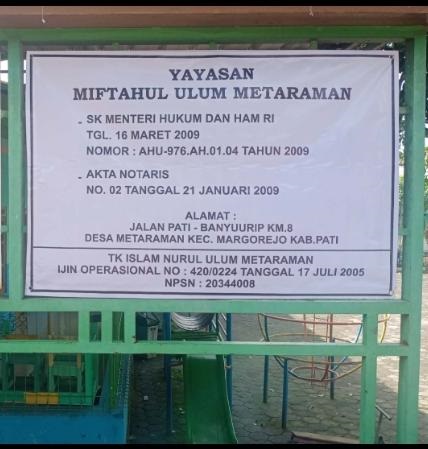 YAYASAN
MIFTAHUL ULUM METARAMAN
- SK MENTERI HUKUM DAN HAM RI
TGL. 16 MARET 2009
NOMOR : AHU-976.AH.01.04 TAHUN 2009
- AKTA NOTARIS
NO. 02 TANGGAL 21 JANUARI 2009
ALAMAT :
JALAN PATI - BANYUURIP KM.8
DESA METARAMAN KEC. MARGOREJO KAB.PATI
TK ISLAM NURUL ULUM METARAMAN
IJIN OPERASIONAL NO : 420/0224 TANGGAL 17 JULI 2005
NPSN : 20344008